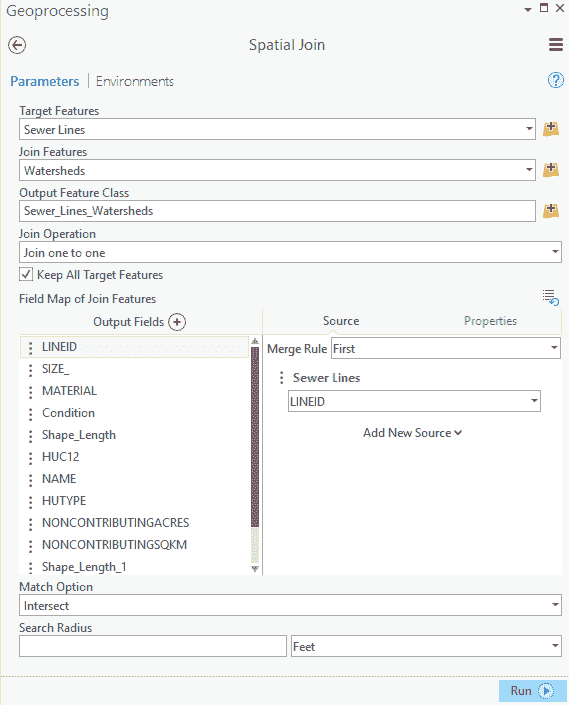 Geoprocessing
Spatial Join
Parameters Environments
Target Features
Sewer Lines
Join Features
Watersheds
Output Feature Class
Sewer_Lines_Watersheds
Join Operation
Join one to one
Keep All Target Features
Field Map of Join Features
Output Fields
Source Properties
LINEID
SIZE_
MATERIAL
Condition
Shape_Length
HUC12
NAME
HUTYPE
NONCONTRIBUTINGACRES
NONCONTRIBUTINGSQKM
Shape_Length_1
Merge Rule First
Sewer Lines
LINEID
Add New Source
Match Option
Intersect
Search Radius
Feet
Run